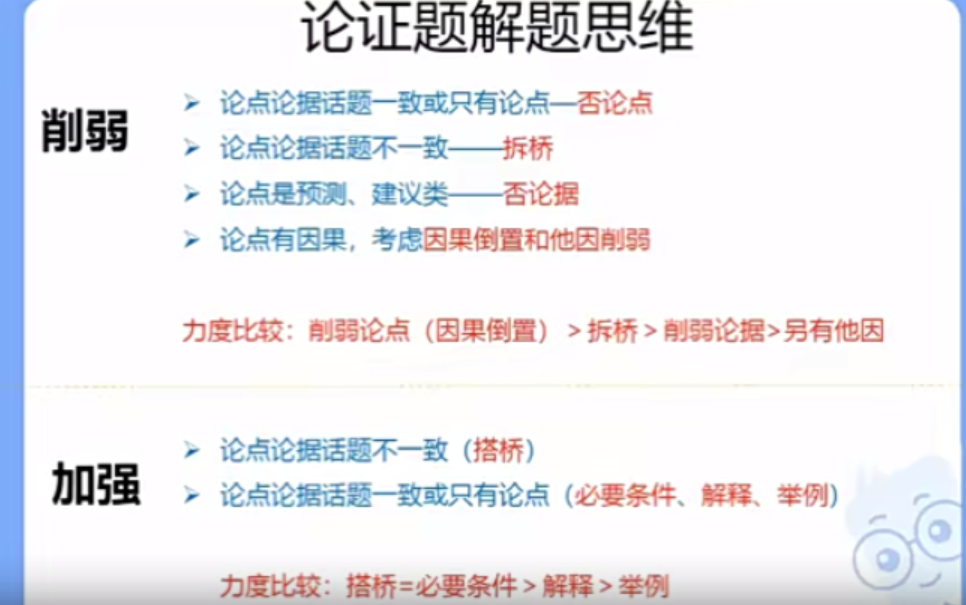 论证题解题思维
削弱
➢ 论点论据话题一致或只有论点—否论点
➢ 论点论据话题不一致——拆桥
➢ 论点是预测、建议类——否论据
➢ 论点有因果，考虑因果倒置和他因削弱
力度比较：削弱论点（因果倒置）＞拆桥＞削弱论据>另有他因
加强
➢ 论点论据话题不一致（搭桥）
➢ 论点论据话题一致或只有论点（必要条件、解释、举例）
力度比较：搭桥=必要条件＞解释＞举例